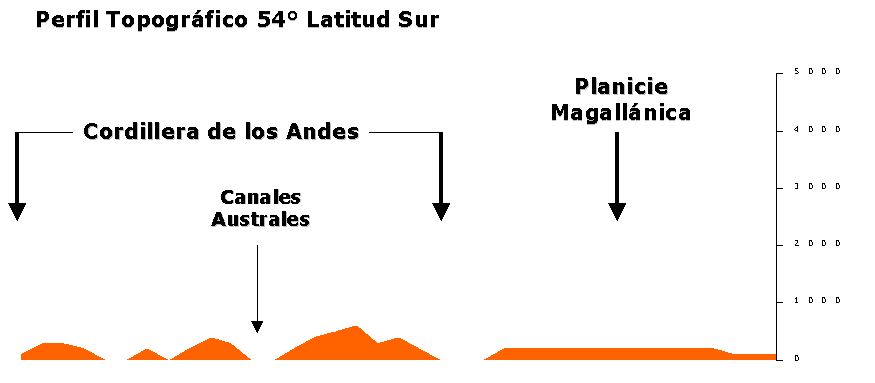 Perfil Topográfico 54° Latitud Sur
Planicie
Magallánica
Cordillera de los Andes
Canales
Australes
5000
4000
3000
2000
1000
0